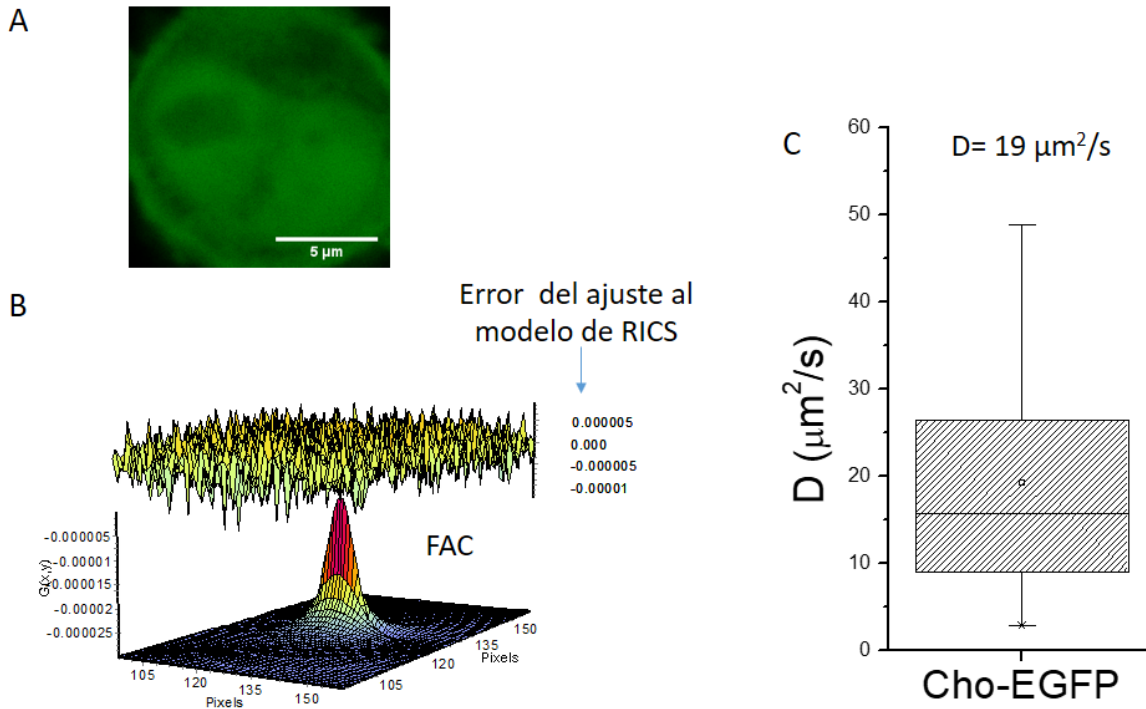 A
5 µm
B
Error del ajuste al
modelo de RICS
0.000005
0.000
-0.000005
-0.00001
FAC
G(x,y)
-0.000005
-0.00001
0.000015
-0.00002
-0.000025
105
120
135
150
Pixels
105
120
135
150
Pixels
C
D= 19 µm²/s
D (µm²/s)
60
50
40
30
20
10
0
Cho-EGFP